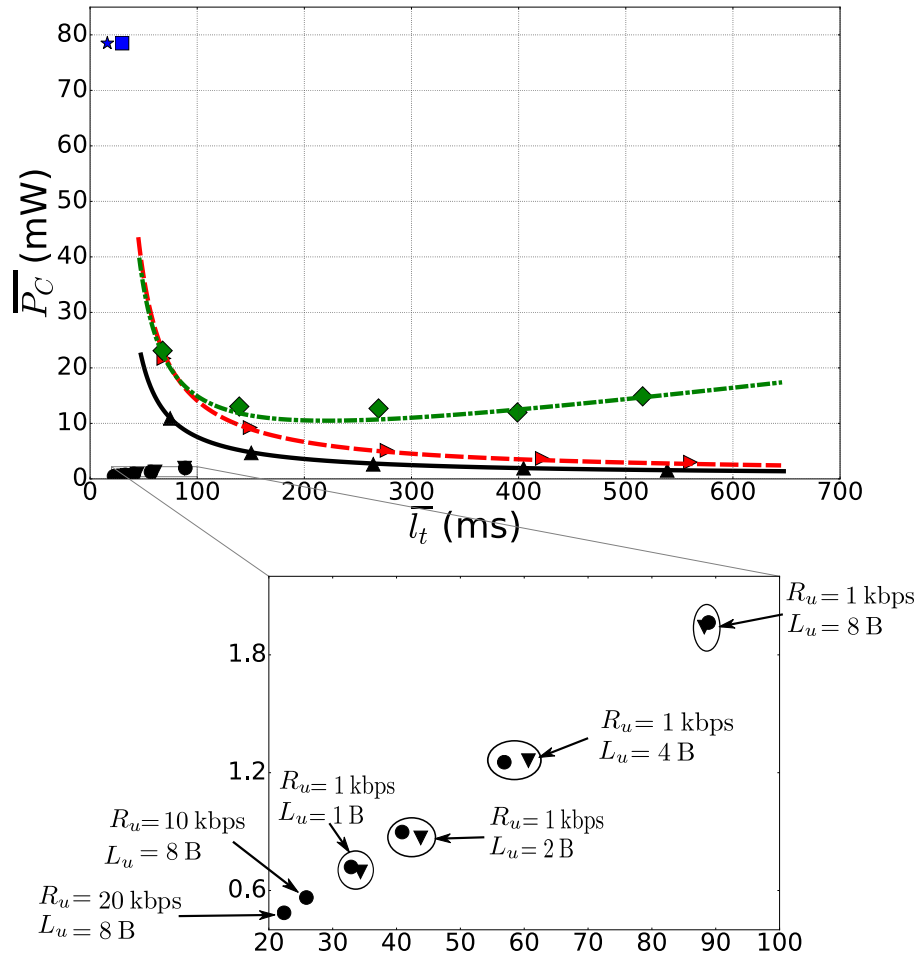 80
70
60
50
40
30
20
10
0
P_C (mW)
0 100 200 300 400 500 600 700
l_t (ms)
R_u = 1 kbps
L_u = 8 B
1.8
R_u = 1 kbps
L_u = 4 B
1.2
R_u = 1 kbps
L_u = 1 B
R_u = 10 kbps
L_u = 8 B
R_u = 1 kbps
L_u = 2 B
0.6
R_u = 20 kbps
L_u = 8 B
20 30 40 50 60 70 80 90 100